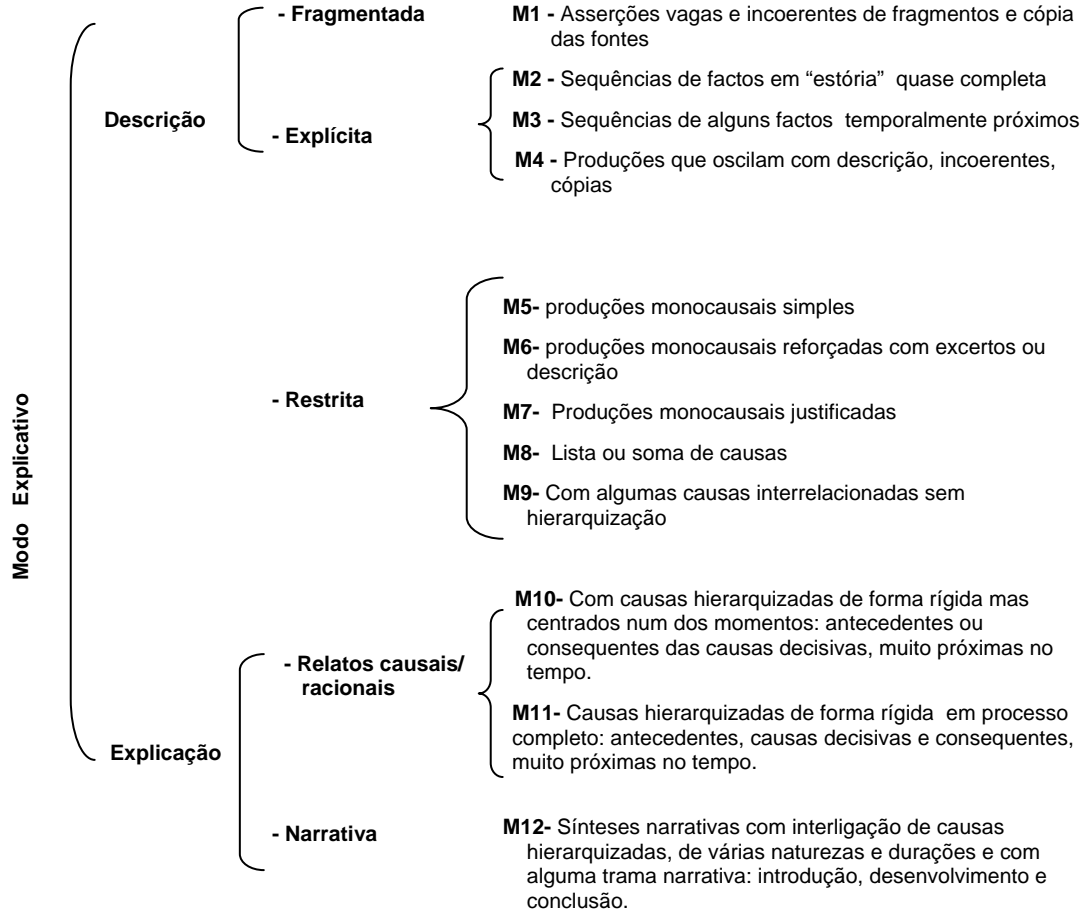 Modo Explicativo
Descrição
- Fragmentada
M1 - Asserções vagas e incoerentes de fragmentos e cópia
das fontes
- Explícita
M2 - Sequências de factos em “estória” quase completa
M3 - Sequências de alguns factos temporalmente próximos
M4 - Produções que oscilam com descrição, incoerentes,
cópias
- Restrita
M5- produções monocausais simples
M6- produções monocausais reforçadas com excertos ou
descrição
M7- Produções monocausais justificadas
M8- Lista ou soma de causas
M9- Com algumas causas interrelacionadas sem
hierarquização
Explicação
- Relatos causais/
racionais
M10- Com causas hierarquizadas de forma rígida mas
centrados num dos momentos: antecedentes ou
consequentes das causas decisivas, muito próximas no
tempo.
M11- Causas hierarquizadas de forma rígida em processo
completo: antecedentes, causas decisivas e consequentes,
muito próximas no tempo.
- Narrativa
M12- Sínteses narrativas com interligação de causas
hierarquizadas, de várias naturezas e durações e com
alguma trama narrativa: introdução, desenvolvimento e
conclusão.